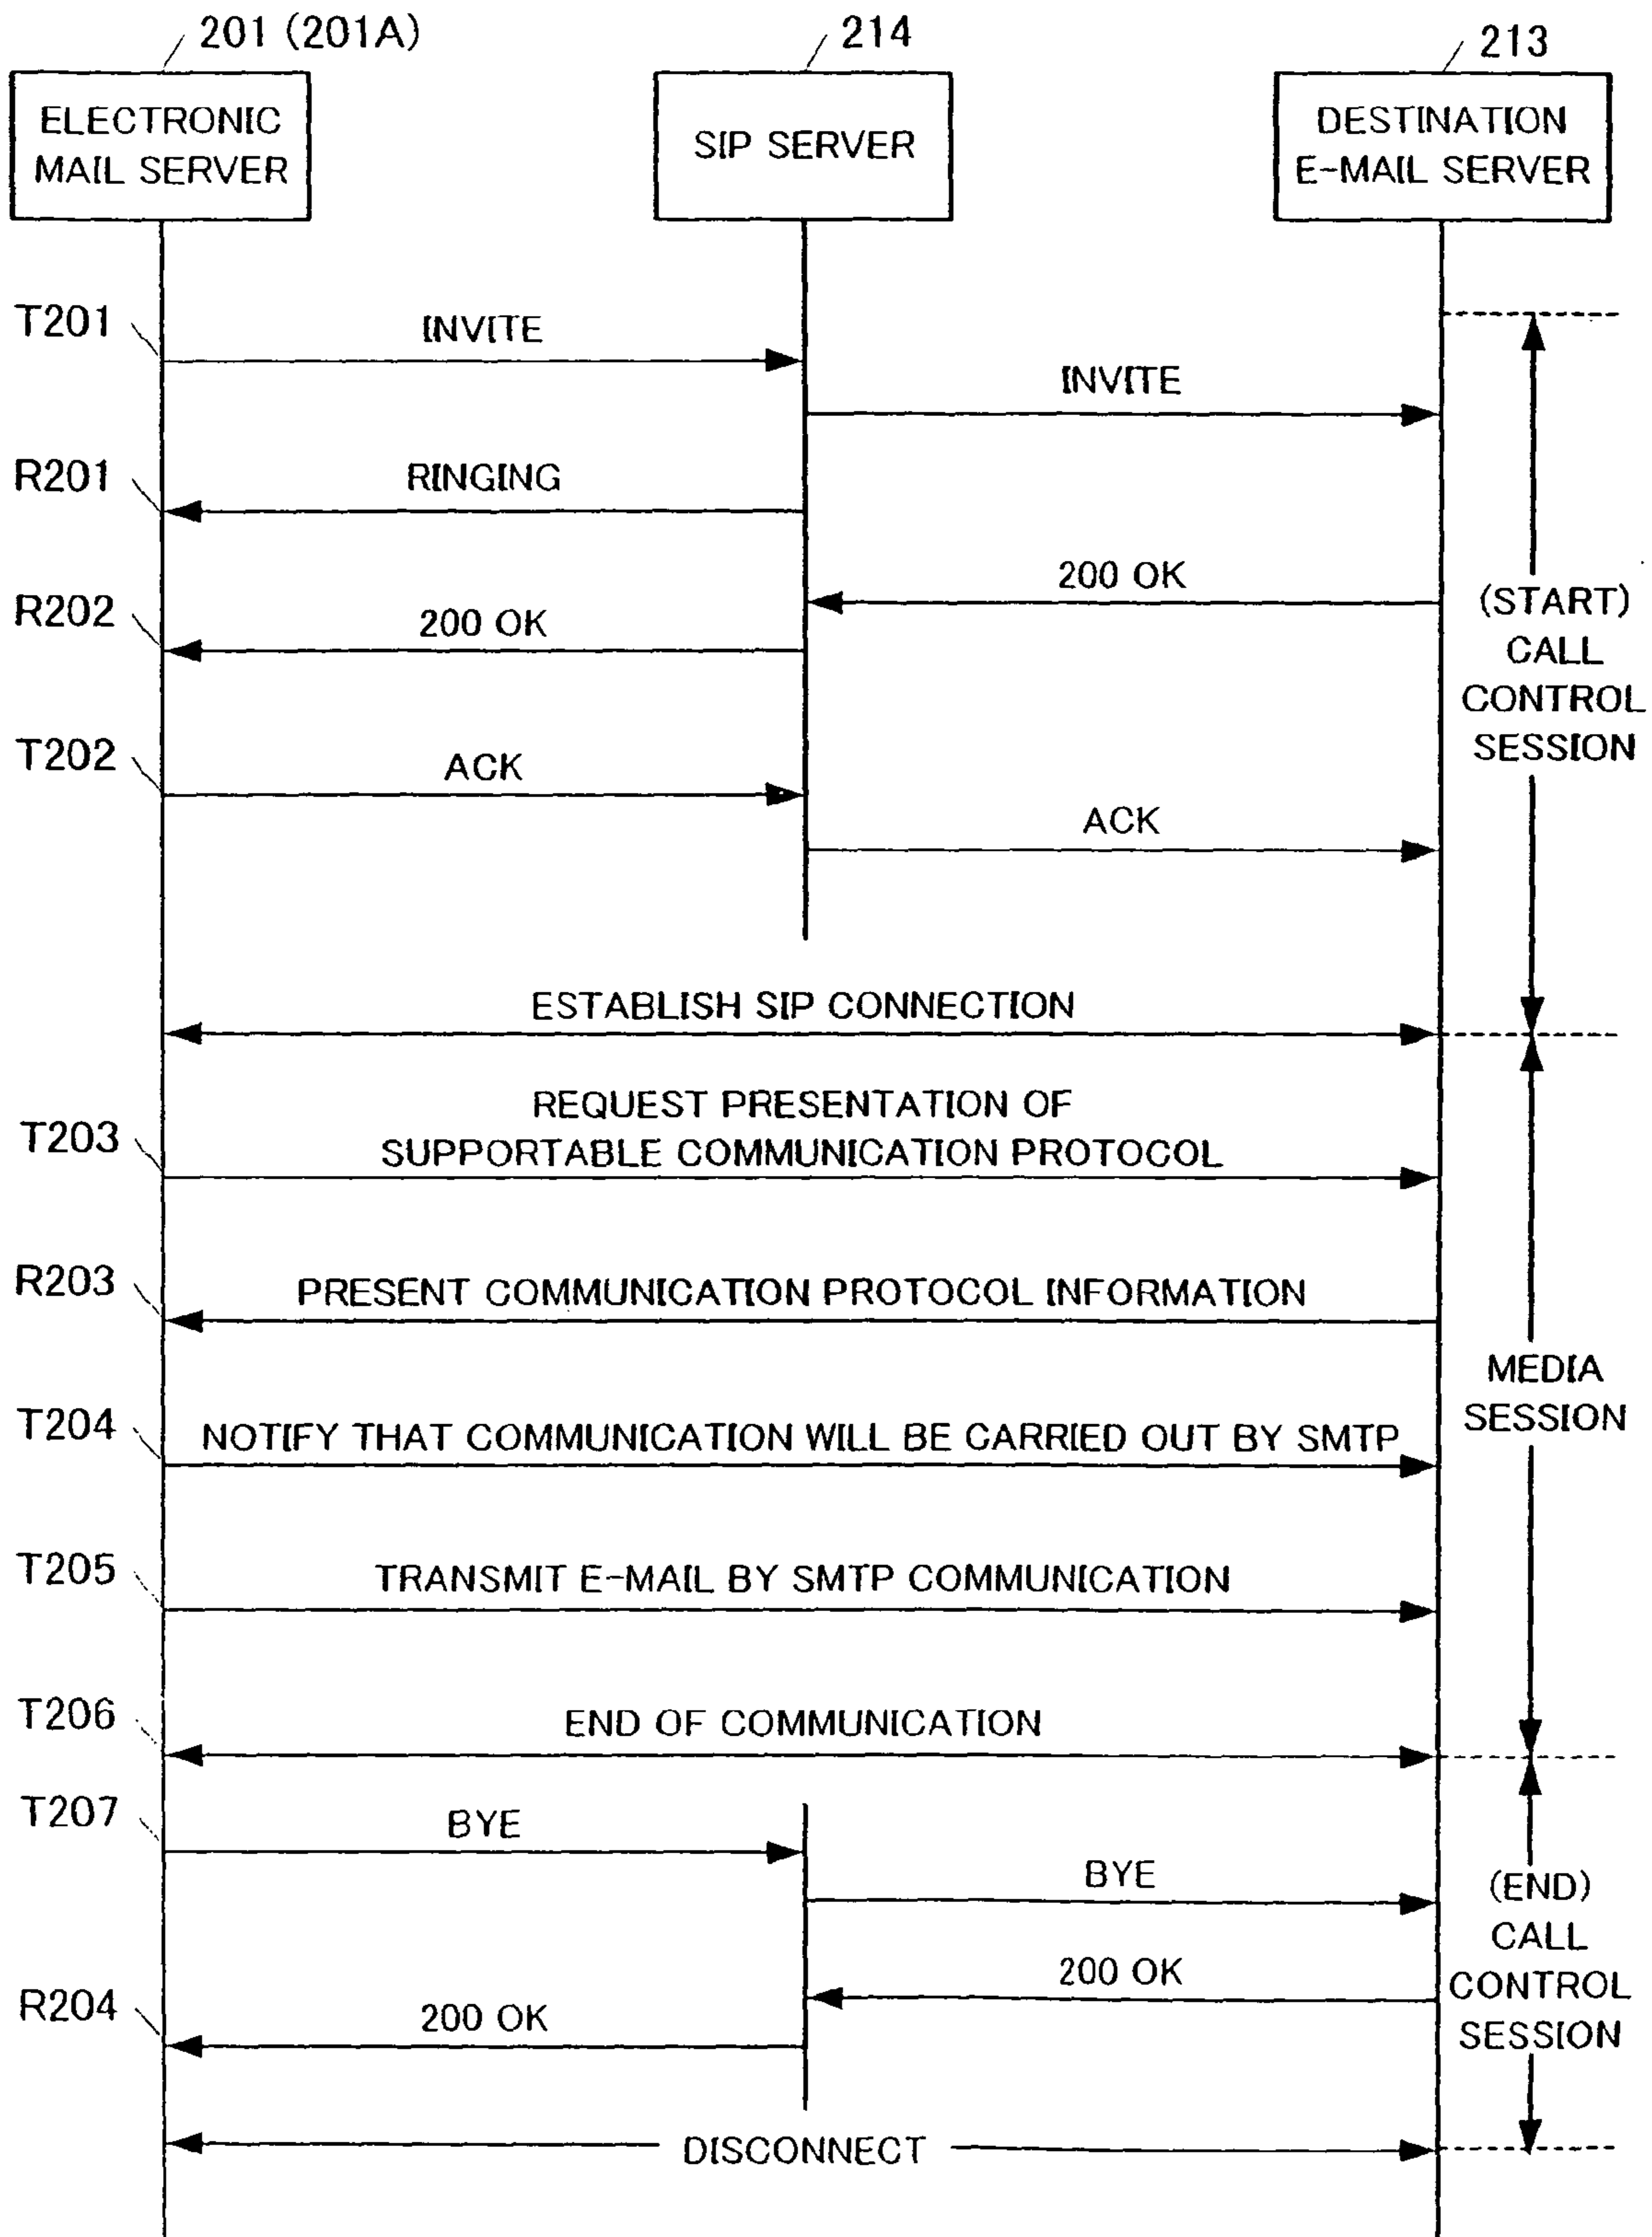 201 (201A)
214
213
ELECTRONIC
MAIL SERVER
SIP SERVER
DESTINATION
E-MAIL SERVER
T201
INVITE
INVITE
R201
RINGING
200 OK
R202
200 OK
(START)
CALL
CONTROL
SESSION
T202
ACK
ACK
ESTABLISH SIP CONNECTION
REQUEST PRESENTATION OF
T203
SUPPORTABLE COMMUNICATION PROTOCOL
R203
PRESENT COMMUNICATION PROTOCOL INFORMATION
MEDIA
SESSION
T204
NOTIFY THAT COMMUNICATION WILL BE CARRIED OUT BY SMTP
T205
TRANSMIT E-MAIL BY SMTP COMMUNICATION
T206
END OF COMMUNICATION
T207
BYE
BYE
(END)
CALL
CONTROL
SESSION
200 OK
R204
200 OK
DISCONNECT